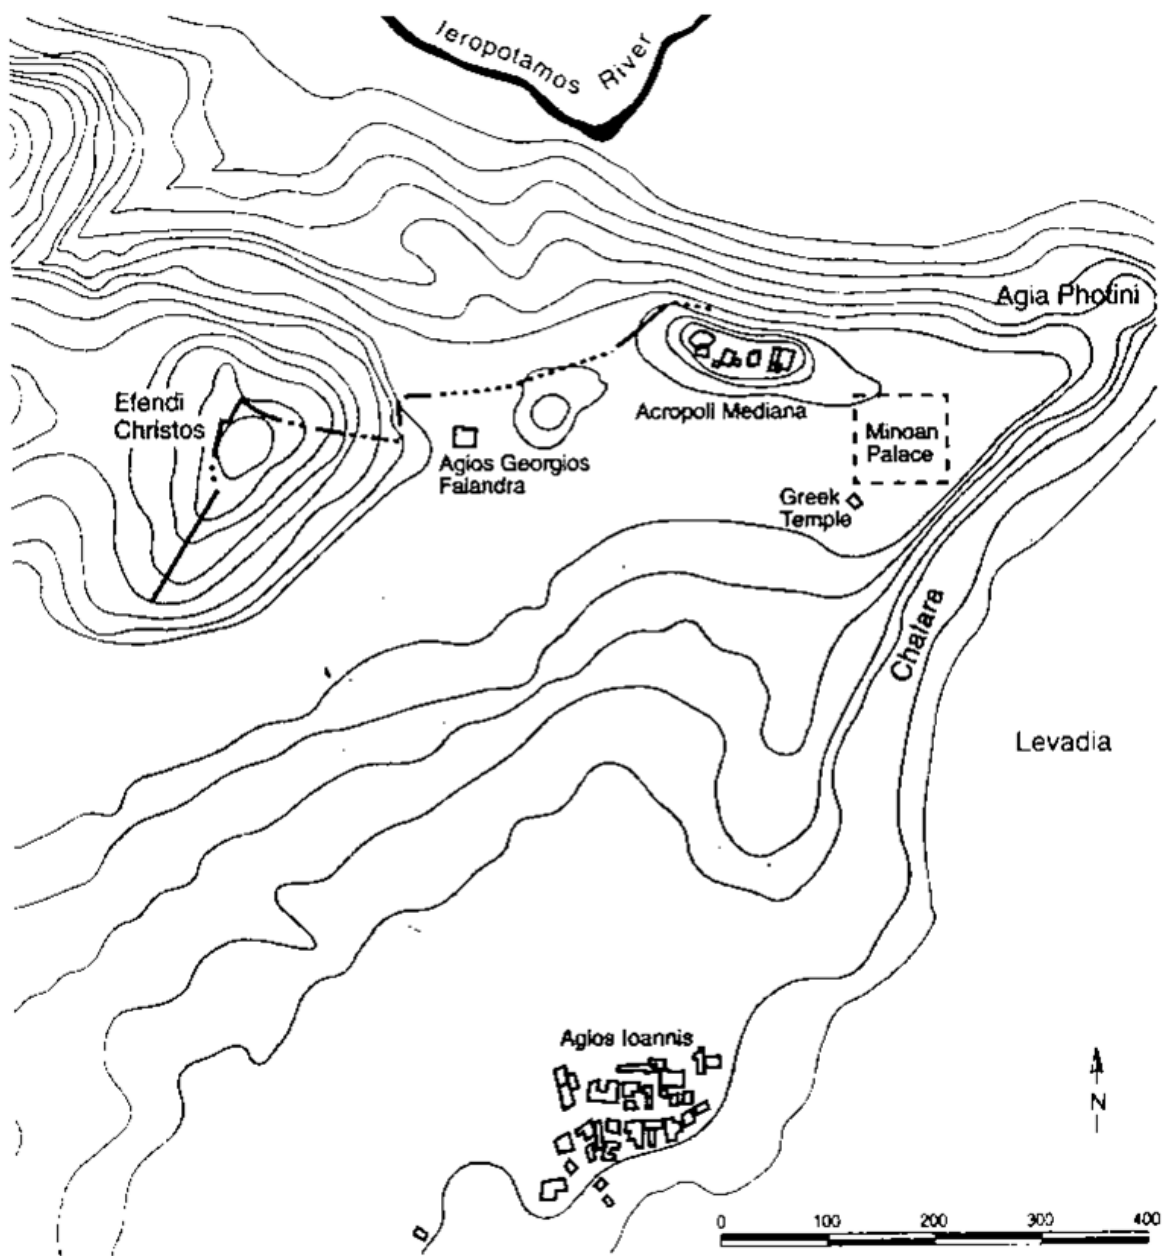 Ieropotamos River
Agia Photini
Efendi
Christos
Acropoli Mediana
Minoan
Palace
Agios Georgios
Falandra
Greek
Temple
Chalara
Levadia
Agios Ioannis
N
0 100 200 300 400